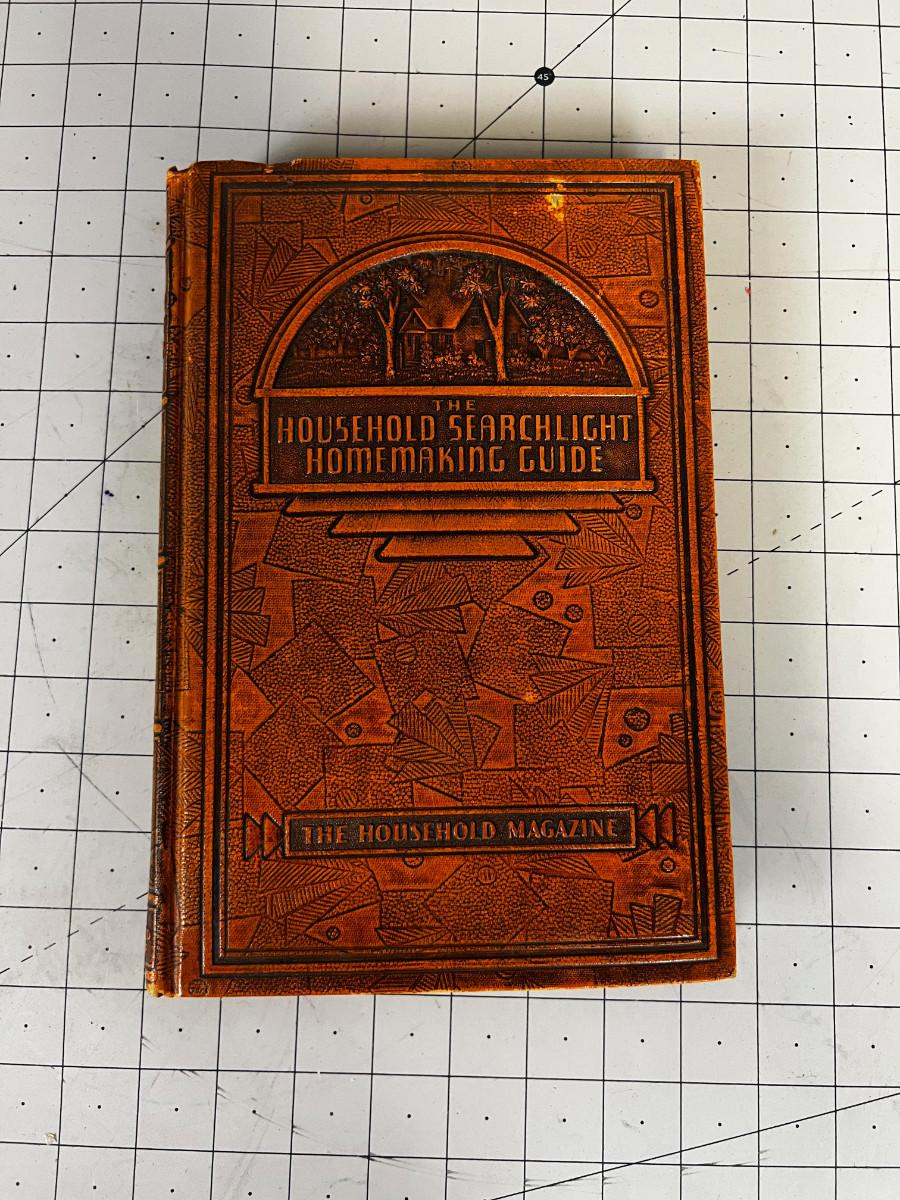 45°
THE
HOUSEHOLD SEARCHLIGHT
HOMEMAKING GUIDE
THE HOUSEHOLD MAGAZINE